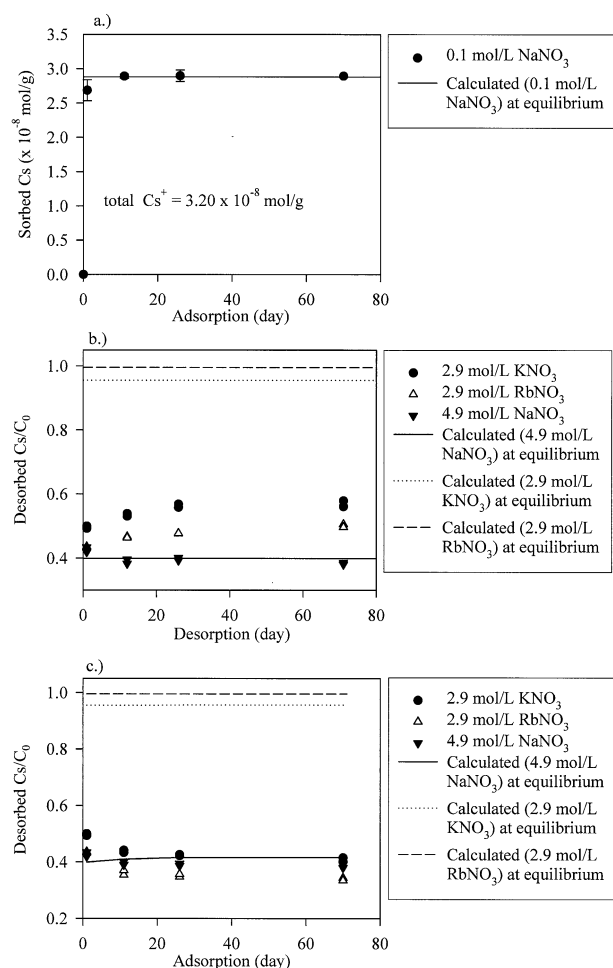 a.)
3.5
3.0
2.5
2.0
1.5
1.0
0.5
0.0
Sorbed Cs (x 10⁻⁸ mol/g)
total Cs⁺ = 3.20 x 10⁻⁸ mol/g
0 20 40 60 80
Adsorption (day)
0.1 mol/L NaNO₃
Calculated (0.1 mol/L
NaNO₃) at equilibrium
b.)
1.0
0.8
0.6
0.4
Desorbed Cs/C₀
0 20 40 60 80
Desorption (day)
2.9 mol/L KNO₃
2.9 mol/L RbNO₃
4.9 mol/L NaNO₃
Calculated (4.9 mol/L
NaNO₃) at equilibrium
Calculated (2.9 mol/L
KNO₃) at equilibrium
Calculated (2.9 mol/L
RbNO₃) at equilibrium
c.)
1.0
0.8
0.6
0.4
0.2
Desorbed Cs/C₀
0 20 40 60 80
Adsorption (day)
2.9 mol/L KNO₃
2.9 mol/L RbNO₃
4.9 mol/L NaNO₃
Calculated (4.9 mol/L
NaNO₃) at equilibrium
Calculated (2.9 mol/L
KNO₃) at equilibrium
Calculated (2.9 mol/L
RbNO₃) at equilibrium